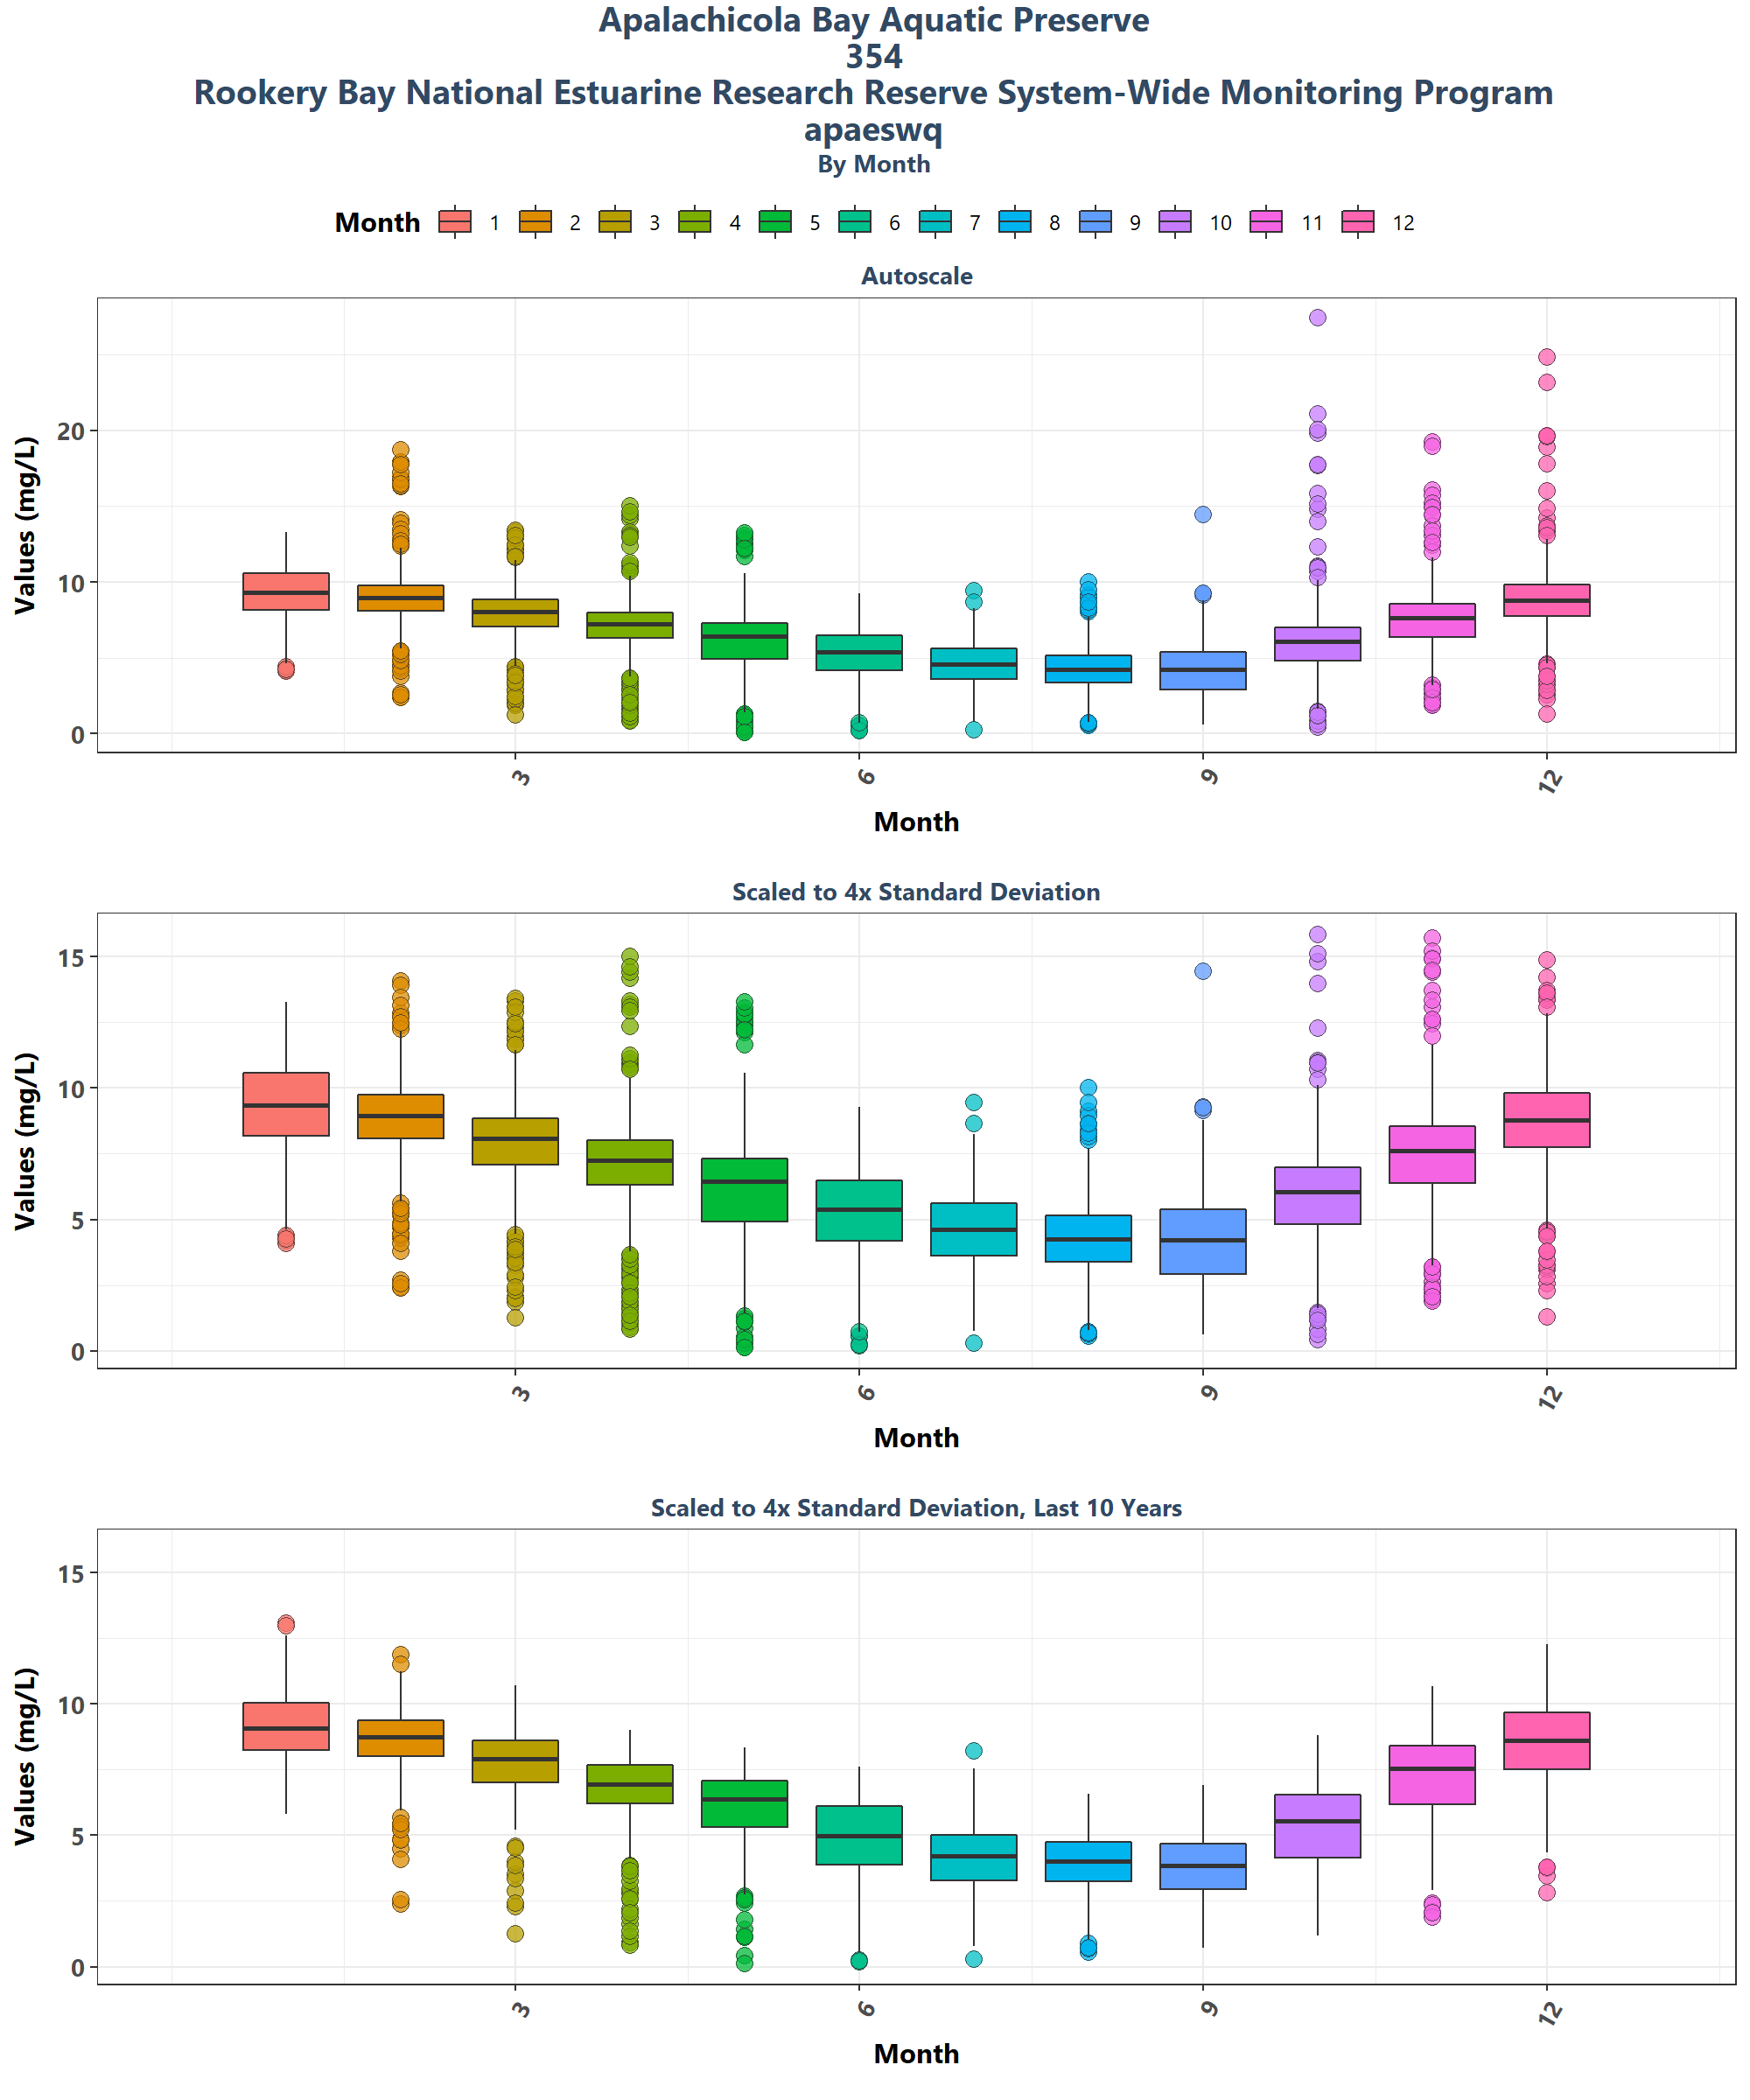 Apalachicola Bay Aquatic Preserve
354
Rookery Bay National Estuarine Research Reserve System-Wide Monitoring Program
apaeswq
By Month
Month 1 2 3 4 5 6 7 8 9 10 11 12
Autoscale
Values (mg/L)
20
10
0
3 6 9 12
Month
Scaled to 4x Standard Deviation
Values (mg/L)
15
10
5
0
3 6 9 12
Month
Scaled to 4x Standard Deviation, Last 10 Years
Values (mg/L)
15
10
5
0
3 6 9 12
Month